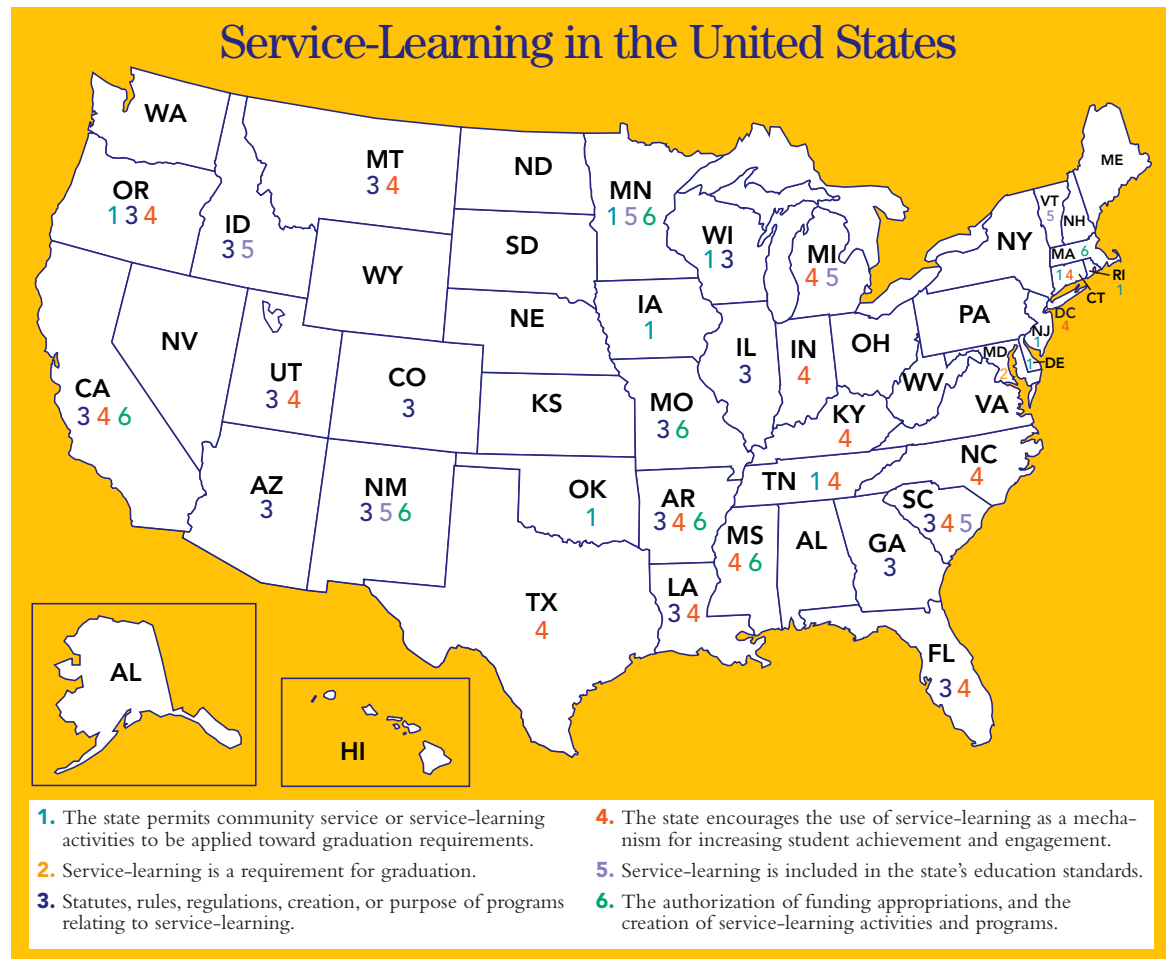 Service-Learning in the United States
WA
MT
3 4
ND
MN
1 5 6
ME
OR
1 3 4
ID
3 5
SD
WI
1 3
MI
4 5
VT
5
NH
NY
MA 6
1 4
RI
1
CT
WY
IA
1
NE
PA
DC
4
NJ
1
NV
IL
3
IN
4
OH
MD
2
1
DE
UT
3 4
CO
3
WV
CA
3 4 6
KS
MO
3 6
KY
4
VA
AZ
3
NM
3 5 6
OK
1
AR
3 4 6
TN 1 4
NC
4
SC
3 4 5
MS
4 6
AL
GA
3
TX
4
LA
3 4
FL
3 4
AL
HI
1. The state permits community service or service-learning
activities to be applied toward graduation requirements.
2. Service-learning is a requirement for graduation.
3. Statutes, rules, regulations, creation, or purpose of programs
relating to service-learning.
4. The state encourages the use of service-learning as a mecha-
nism for increasing student achievement and engagement.
5. Service-learning is included in the state's education standards.
6. The authorization of funding appropriations, and the
creation of service-learning activities and programs.